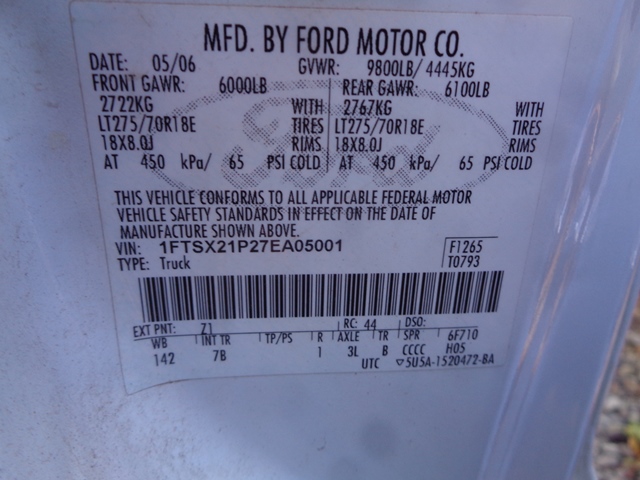 MFD. BY FORD MOTOR CO.
DATE: 05/06 GVWR: 9800LB/ 4445KG
FRONT GAWR: 6000LB REAR GAWR: 6100LB
2722KG WITH 2767KG WITH
LT275/70R18E TIRES LT275/70R18E TIRES
18X8.0J RIMS 18X8.0J RIMS
AT 450 kPa/ 65 PSI COLD AT 450 kPa/ 65 PSI COLD
Ford
THIS VEHICLE CONFORMS TO ALL APPLICABLE FEDERAL MOTOR
VEHICLE SAFETY STANDARDS IN EFFECT ON THE DATE OF
MANUFACTURE SHOWN ABOVE.
VIN: 1FTSX21P27EA05001 F1265
TYPE: Truck T0793
EXT PNT: Z1 RC: 44 DSO:
WB INT TR TP/PS R AXLE TR SPR 6F710
142 7B 1 3L B CCCC H05
UTC ▽5U5A-1520472-BA